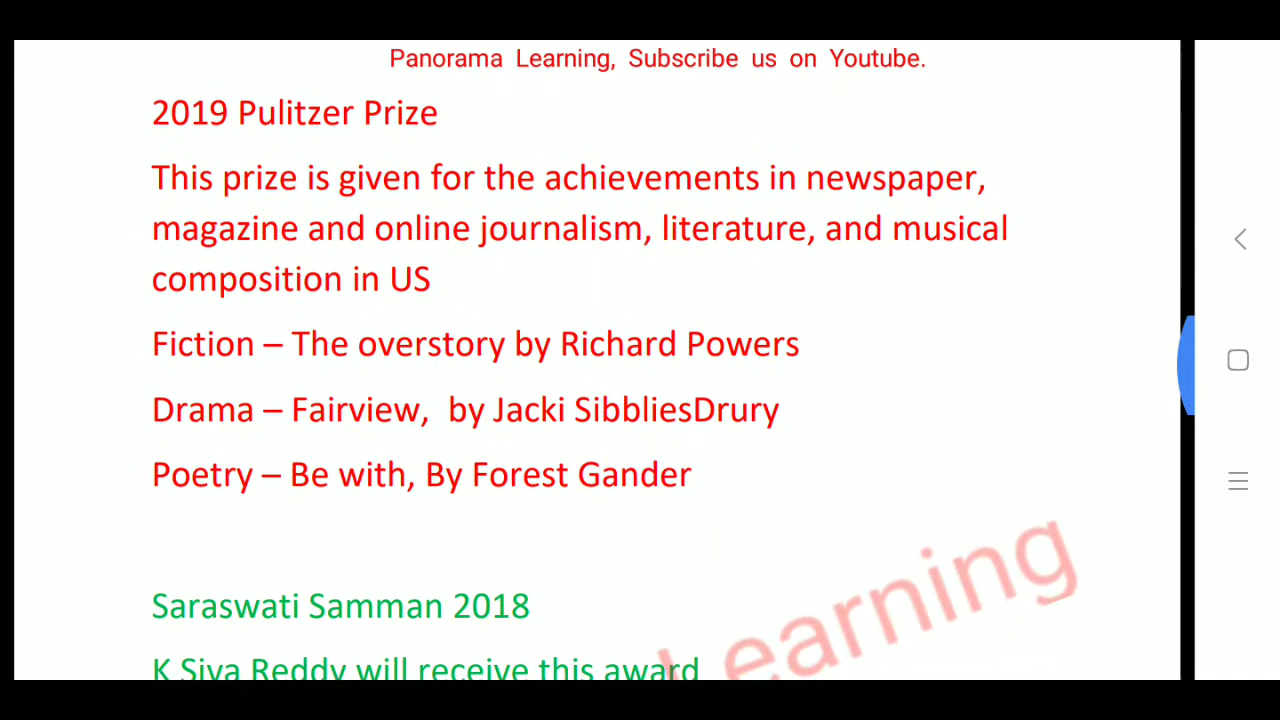 Panorama Learning, Subscribe us on Youtube.
2019 Pulitzer Prize
This prize is given for the achievements in newspaper,
magazine and online journalism, literature, and musical
composition in US
Fiction – The overstory by Richard Powers
Drama – Fairview, by Jacki SibbliesDrury
Poetry – Be with, By Forest Gander
Learning
Saraswati Samman 2018
K Siva Reddy will receive this award